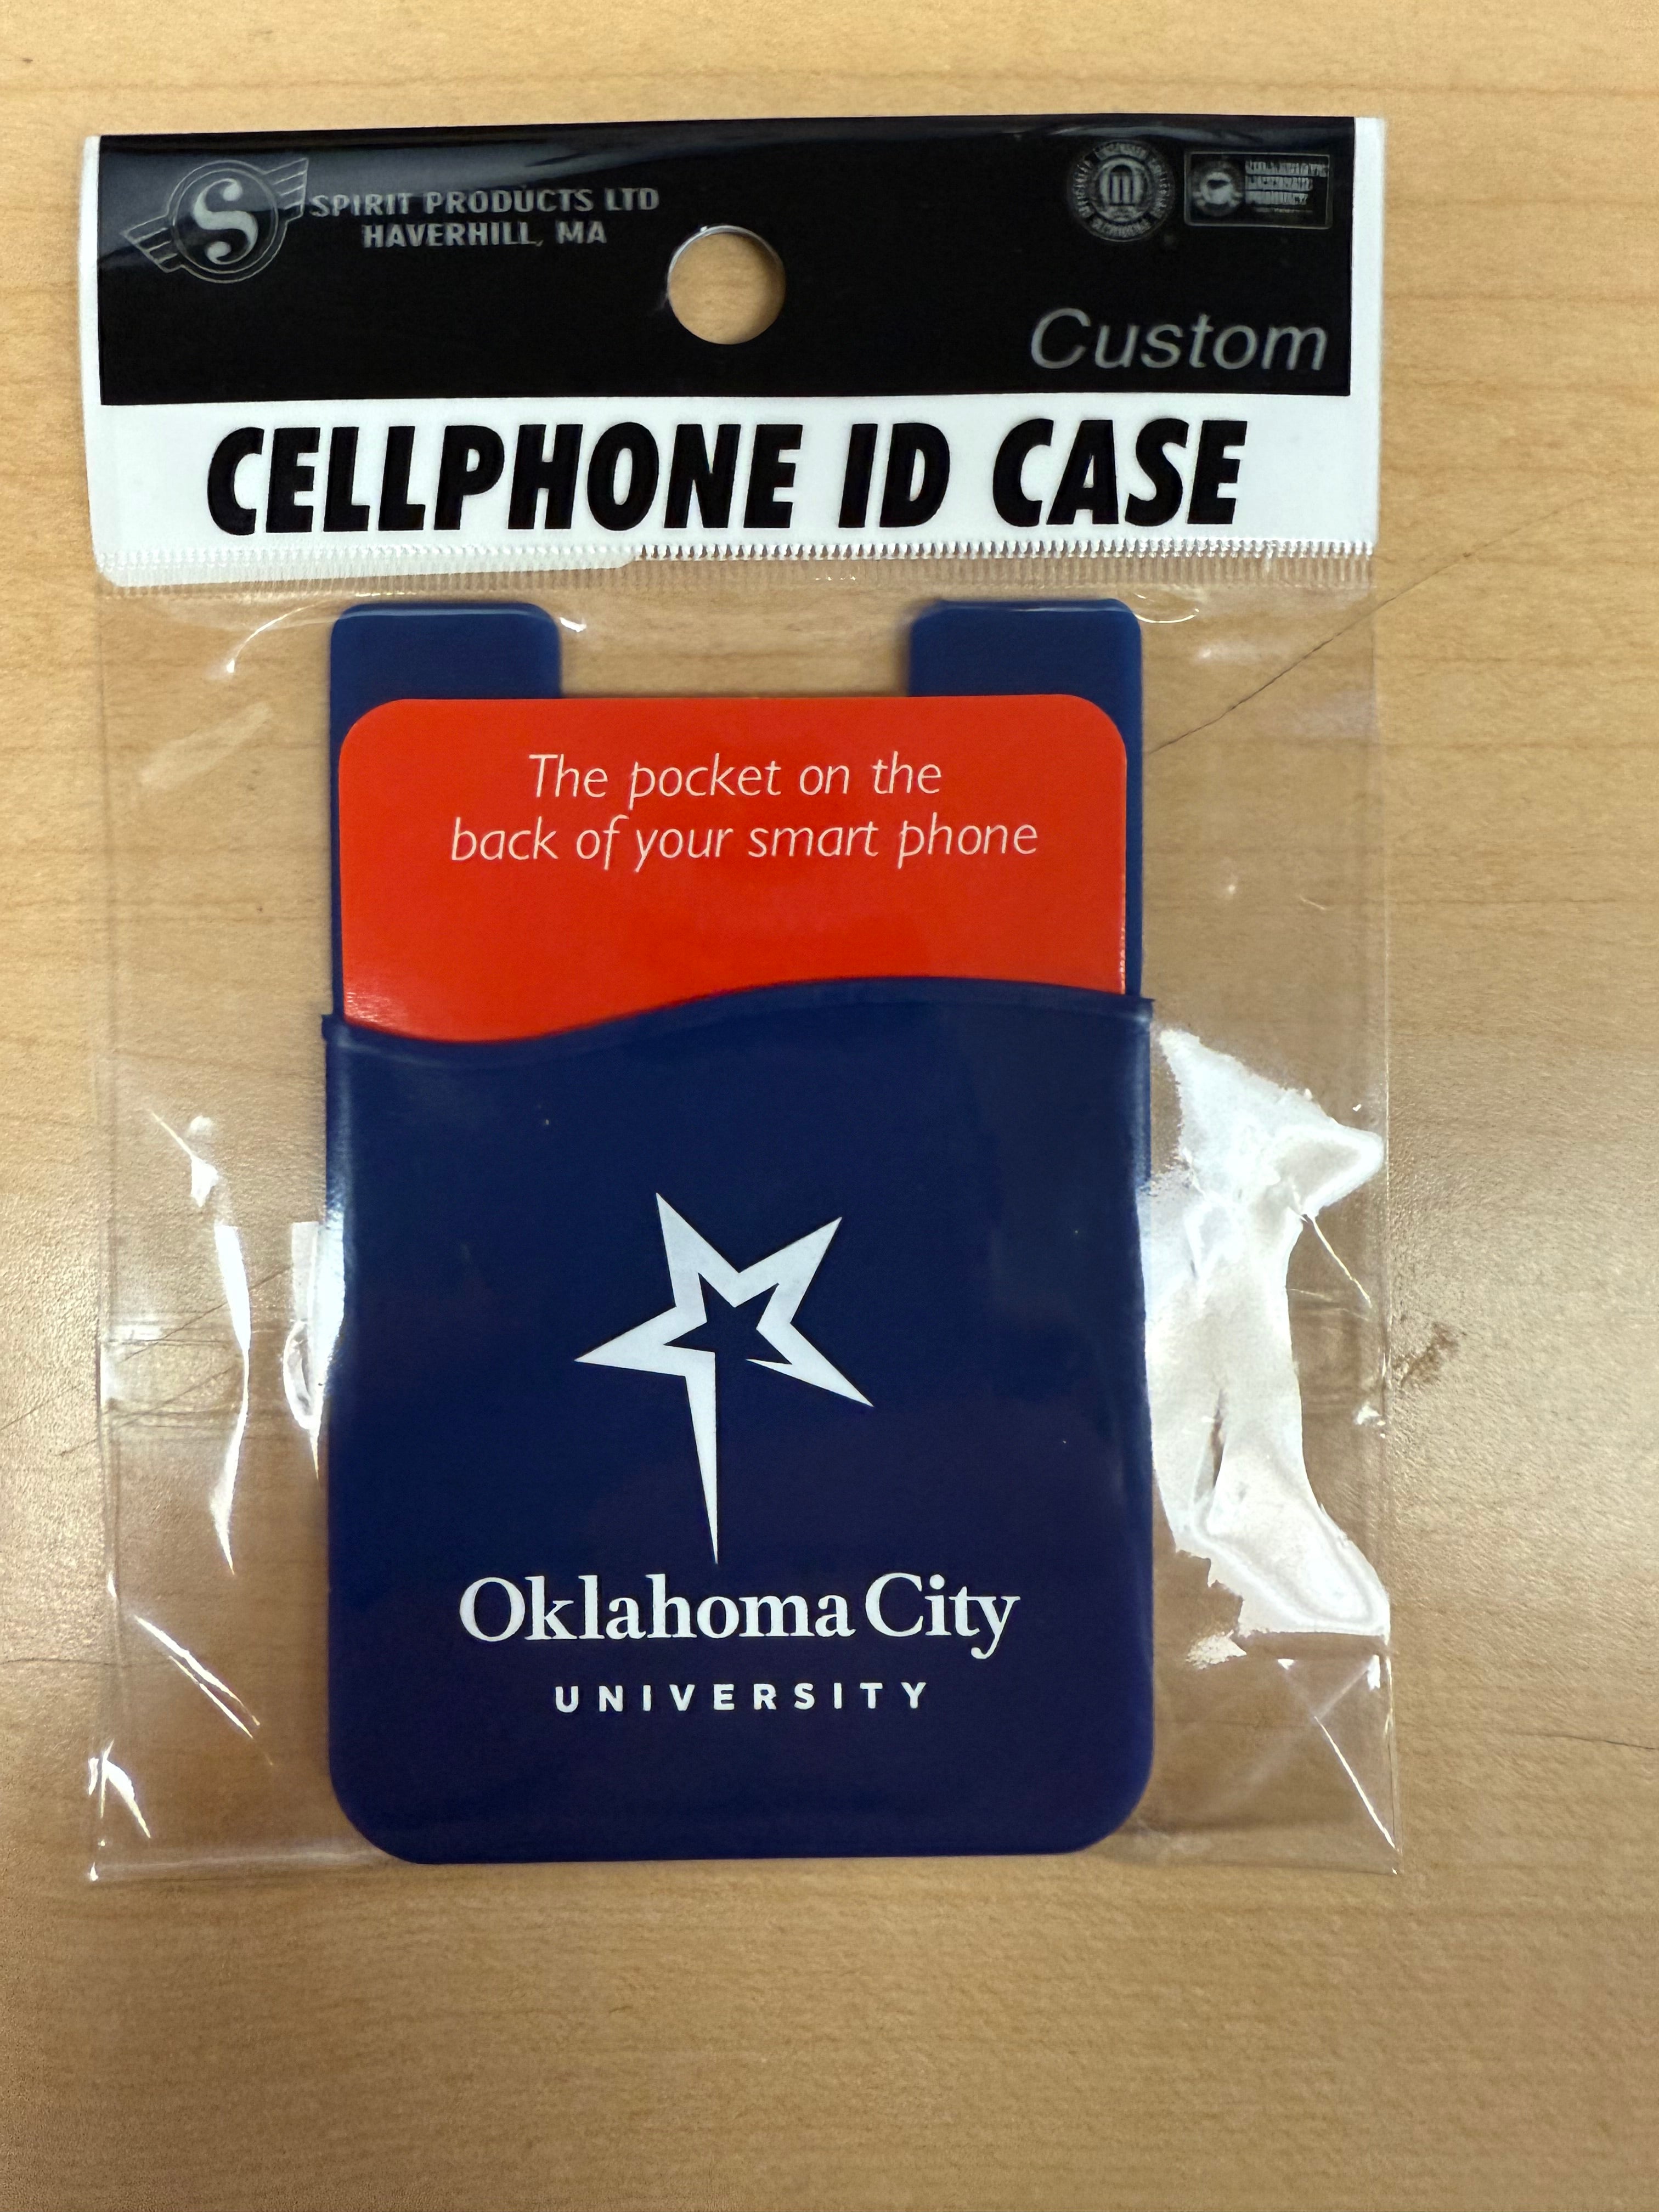 S
SPIRIT PRODUCTS LTD
HAVERHILL, MA
Custom
CELLPHONE ID CASE
The pocket on the
back of your smart phone
Oklahoma City
UNIVERSITY